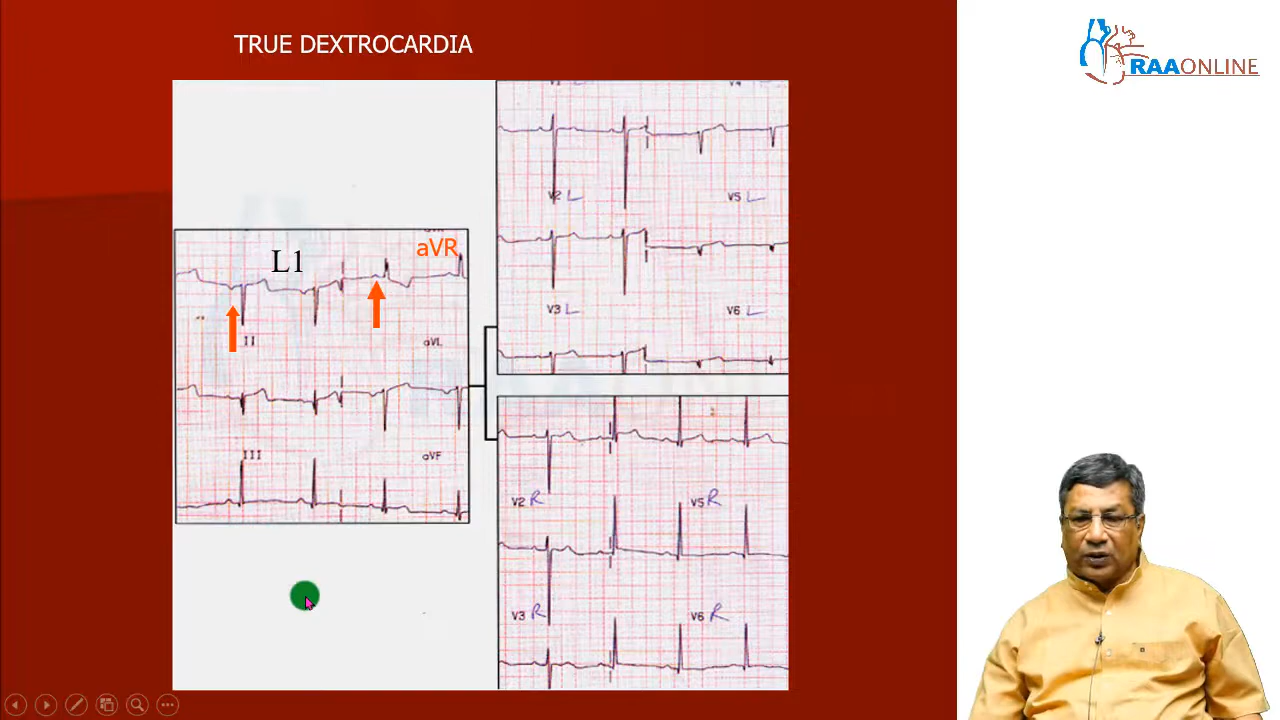 TRUE DEXTROCARDIA
RAAONLINE
L1
aVR
II
aVL
III
aVF
V2 L
V5 L
V3 L
V6 L
V2 R
V5 R
V3 R
V6 R